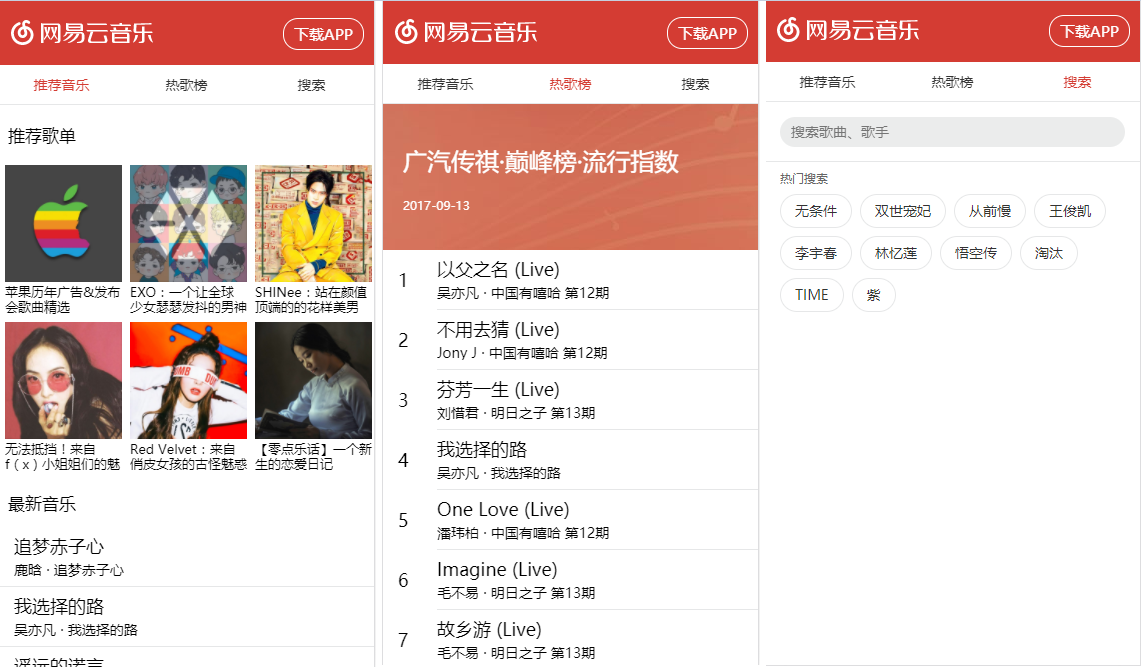 网易云音乐
下载APP
推荐音乐 热歌榜 搜索
推荐歌单
苹果历年广告&发布
会歌曲精选
EXO：一个让全球
少女瑟瑟发抖的男神
SHINee：站在颜值
顶端的的花样美男
无法抵挡！来自
f ( x ) 小姐姐们的魅
Red Velvet：来自
俏皮女孩的古怪魅惑
【零点乐话】一个新
生的恋爱日记
最新音乐
追梦赤子心
鹿晗 · 追梦赤子心
我选择的路
吴亦凡 · 我选择的路
遥远的诺言
网易云音乐
下载APP
推荐音乐 热歌榜 搜索
广汽传祺·巅峰榜·流行指数
2017-09-13
1
以父之名 (Live)
吴亦凡 · 中国有嘻哈 第12期
2
不用去猜 (Live)
Jony J · 中国有嘻哈 第12期
3
芬芳一生 (Live)
刘惜君 · 明日之子 第13期
4
我选择的路
吴亦凡 · 我选择的路
5
One Love (Live)
潘玮柏 · 中国有嘻哈 第12期
6
Imagine (Live)
毛不易 · 明日之子 第13期
7
故乡游 (Live)
毛不易 · 明日之子 第13期
网易云音乐
下载APP
推荐音乐 热歌榜 搜索
搜索歌曲、歌手
热门搜索
无条件 双世宠妃 从前慢 王俊凯
李宇春 林忆莲 悟空传 淘汰
TIME 紫